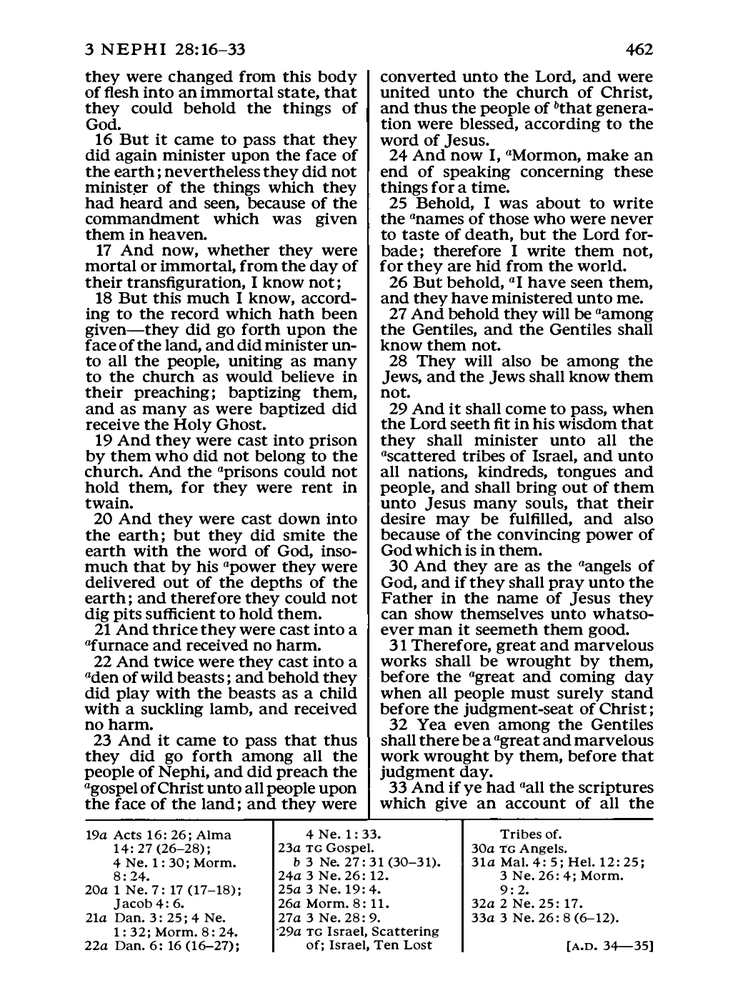 3 NEPHI 28:16–33
462
they were changed from this body
of flesh into an immortal state, that
they could behold the things of
God.
16 But it came to pass that they
did again minister upon the face of
the earth; nevertheless they did not
minister of the things which they
had heard and seen, because of the
commandment which was given
them in heaven.
17 And now, whether they were
mortal or immortal, from the day of
their transfiguration, I know not;
18 But this much I know, accord-
ing to the record which hath been
given—they did go forth upon the
face of the land, and did minister un-
to all the people, uniting as many
to the church as would believe in
their preaching; baptizing them,
and as many as were baptized did
receive the Holy Ghost.
19 And they were cast into prison
by them who did not belong to the
church. And the aprisons could not
hold them, for they were rent in
twain.
20 And they were cast down into
the earth; but they did smite the
earth with the word of God, inso-
much that by his apower they were
delivered out of the depths of the
earth; and therefore they could not
dig pits sufficient to hold them.
21 And thrice they were cast into a
afurnace and received no harm.
22 And twice were they cast into a
aden of wild beasts; and behold they
did play with the beasts as a child
with a suckling lamb, and received
no harm.
23 And it came to pass that thus
they did go forth among all the
people of Nephi, and did preach the
agospel of Christ unto all people upon
the face of the land; and they were
converted unto the Lord, and were
united unto the church of Christ,
and thus the people of bthat genera-
tion were blessed, according to the
word of Jesus.
24 And now I, aMormon, make an
end of speaking concerning these
things for a time.
25 Behold, I was about to write
the anames of those who were never
to taste of death, but the Lord for-
bade; therefore I write them not,
for they are hid from the world.
26 But behold, aI have seen them,
and they have ministered unto me.
27 And behold they will be aamong
the Gentiles, and the Gentiles shall
know them not.
28 They will also be among the
Jews, and the Jews shall know them
not.
29 And it shall come to pass, when
the Lord seeth fit in his wisdom that
they shall minister unto all the
ascattered tribes of Israel, and unto
all nations, kindreds, tongues and
people, and shall bring out of them
unto Jesus many souls, that their
desire may be fulfilled, and also
because of the convincing power of
God which is in them.
30 And they are as the aangels of
God, and if they shall pray unto the
Father in the name of Jesus they
can show themselves unto whatso-
ever man it seemeth them good.
31 Therefore, great and marvelous
works shall be wrought by them,
before the agreat and coming day
when all people must surely stand
before the judgment-seat of Christ;
32 Yea even among the Gentiles
shall there be a agreat and marvelous
work wrought by them, before that
judgment day.
33 And if ye had aall the scriptures
which give an account of all the
19a Acts 16:26; Alma
14:27 (26–28);
4 Ne. 1:30; Morm.
8:24.
20a 1 Ne. 7:17 (17–18);
Jacob 4:6.
21a Dan. 3:25; 4 Ne.
1:32; Morm. 8:24.
22a Dan. 6:16 (16–27);
4 Ne. 1:33.
23a TG Gospel.
b 3 Ne. 27:31 (30–31).
24a 3 Ne. 26:12.
25a 3 Ne. 19:4.
26a Morm. 8:11.
27a 3 Ne. 28:9.
29a TG Israel, Scattering
of; Israel, Ten Lost
Tribes of.
30a TG Angels.
31a Mal. 4:5; Hel. 12:25;
3 Ne. 26:4; Morm.
9:2.
32a 2 Ne. 25:17.
33a 3 Ne. 26:8 (6–12).
[A.D. 34—35]